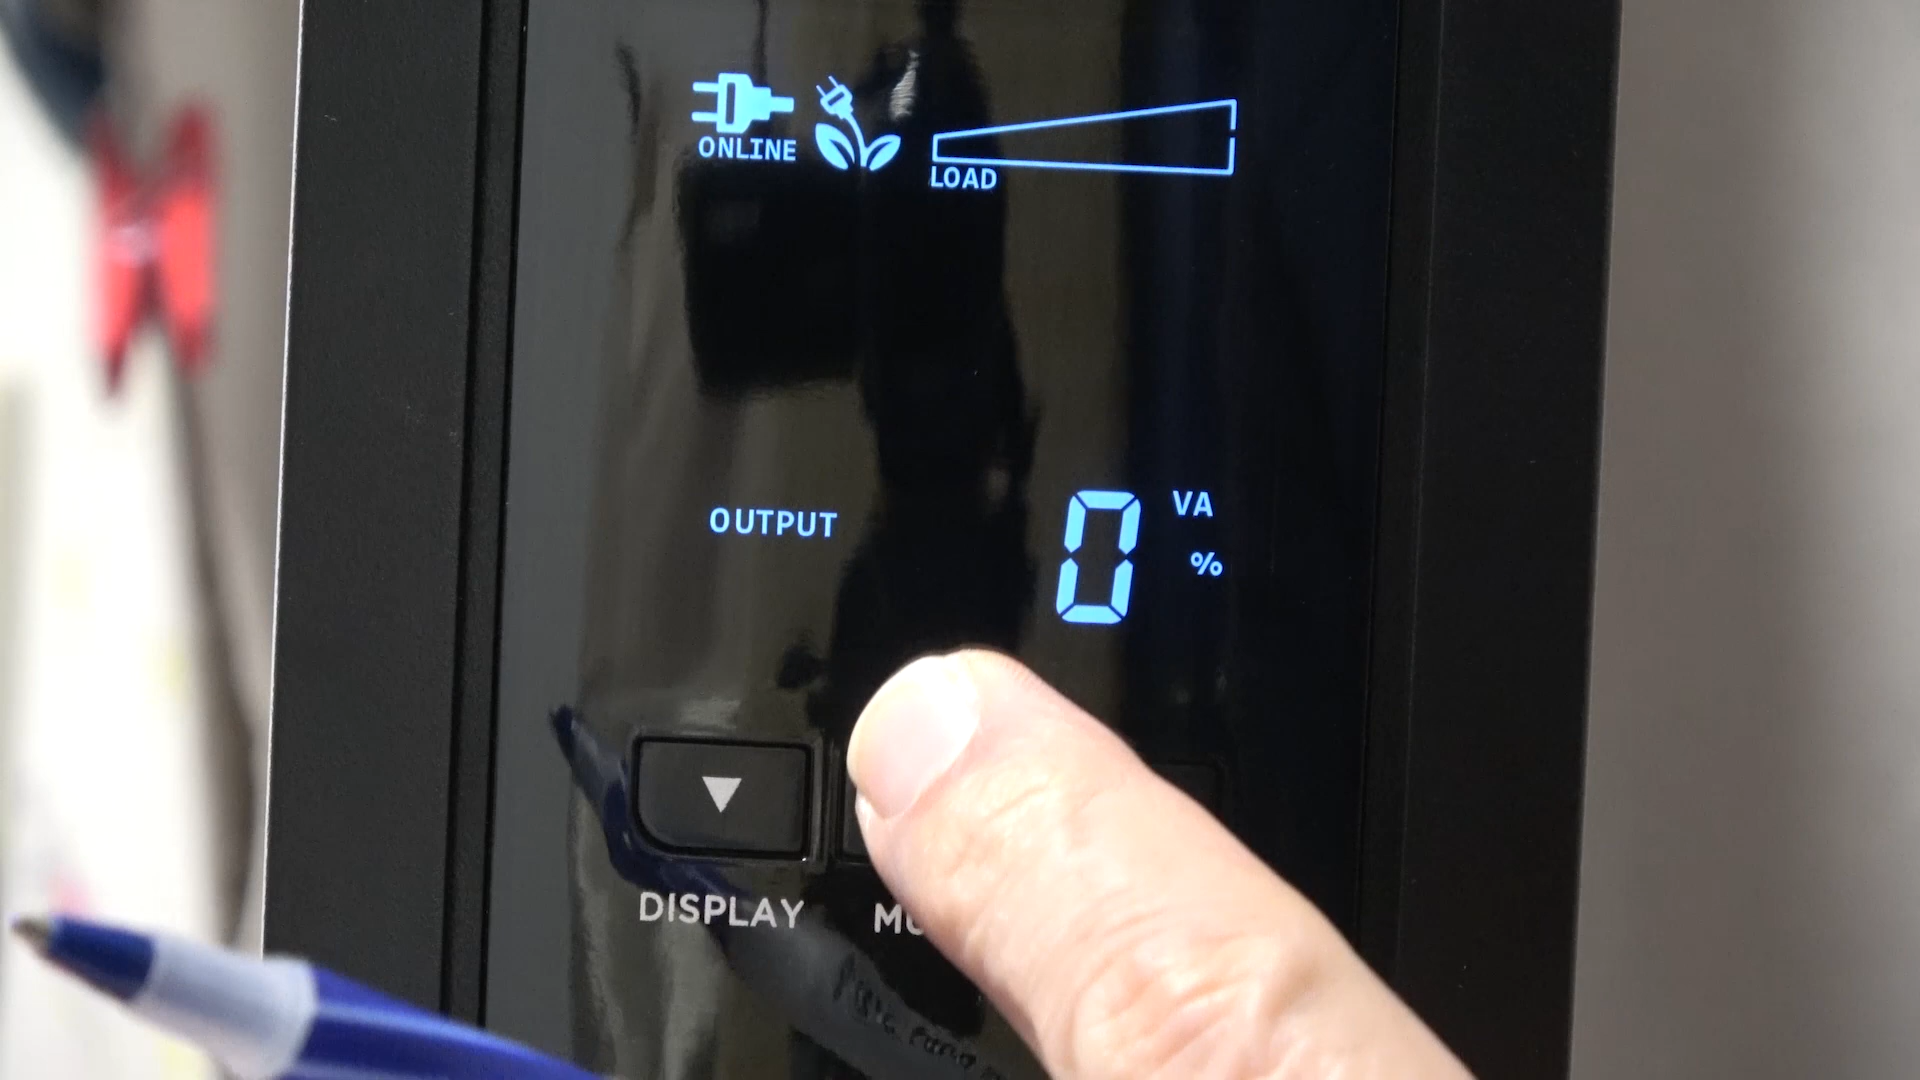 ONLINE
LOAD
OUTPUT
0
VA
%
DISPLAY